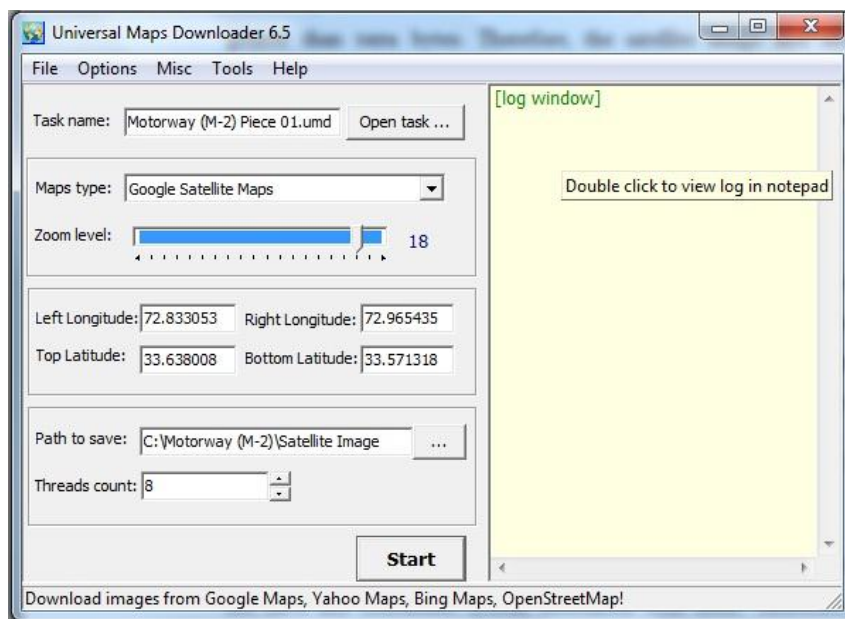 Universal Maps Downloader 6.5
File Options Misc Tools Help
Task name: Motorway (M-2) Piece 01.umd Open task ...
Maps type: Google Satellite Maps
Zoom level: 18
Left Longitude: 72.833053 Right Longitude: 72.965435
Top Latitude: 33.638008 Bottom Latitude: 33.571318
Path to save: C:\Motorway (M-2)\Satellite Image ...
Threads count: 8
Start
[log window]
Double click to view log in notepad
Download images from Google Maps, Yahoo Maps, Bing Maps, OpenStreetMap!